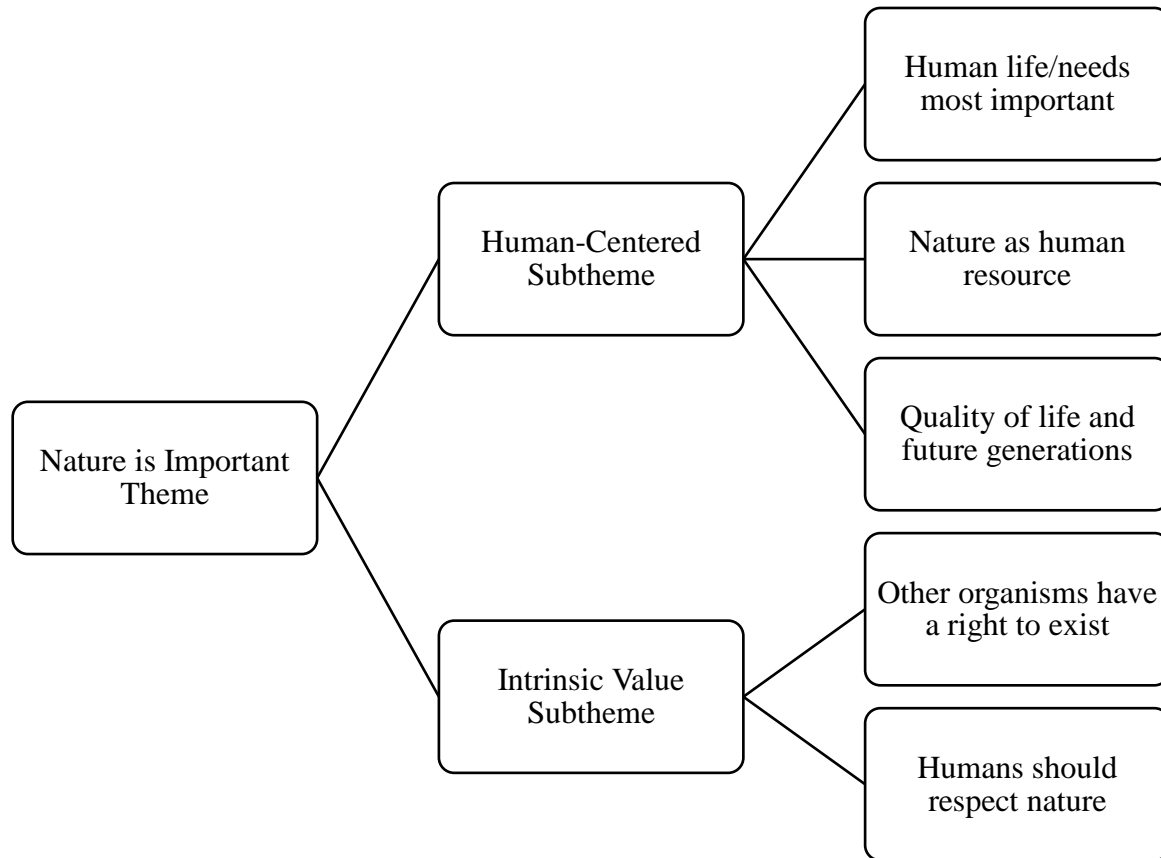 Human life/needs
most important
Human-Centered
Subtheme
Nature as human
resource
Quality of life and
future generations
Nature is Important
Theme
Other organisms have
a right to exist
Intrinsic Value
Subtheme
Humans should
respect nature